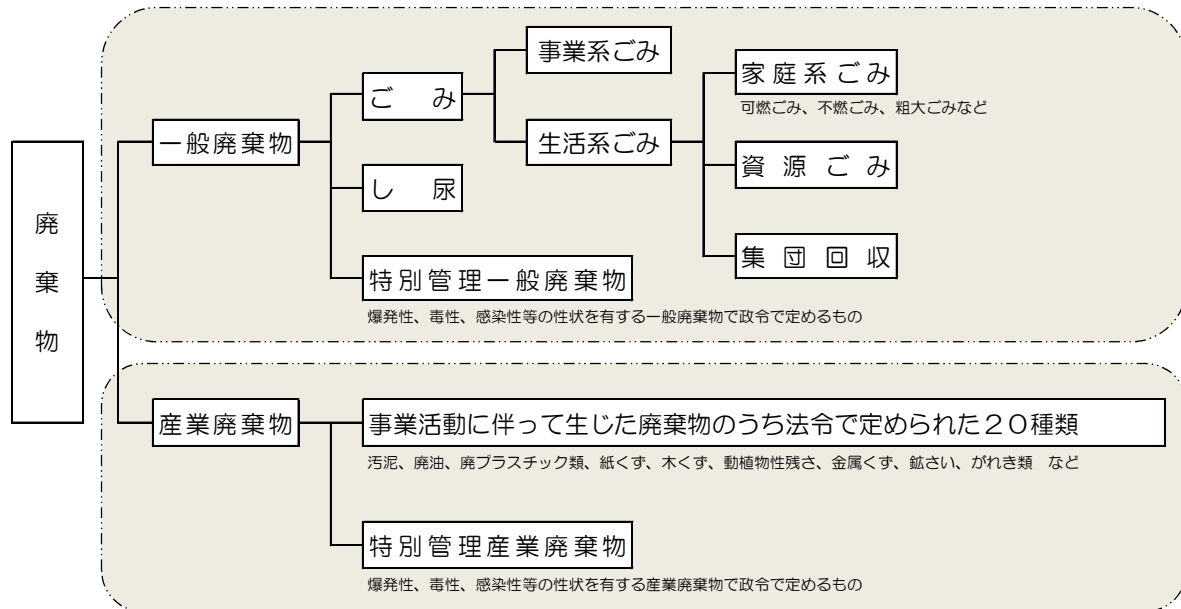 廃棄物
一般廃棄物
ごみ
事業系ごみ
生活系ごみ
家庭系ごみ
可燃ごみ、不燃ごみ、粗大ごみなど
資源ごみ
集団回収
し尿
特別管理一般廃棄物
爆発性、毒性、感染性等の性状を有する一般廃棄物で政令で定めるもの
産業廃棄物
事業活動に伴って生じた廃棄物のうち法令で定められた20種類
汚泥、廃油、廃プラスチック類、紙くず、木くず、動植物性残さ、金属くず、鉱さい、がれき類 など
特別管理産業廃棄物
爆発性、毒性、感染性等の性状を有する産業廃棄物で政令で定めるもの